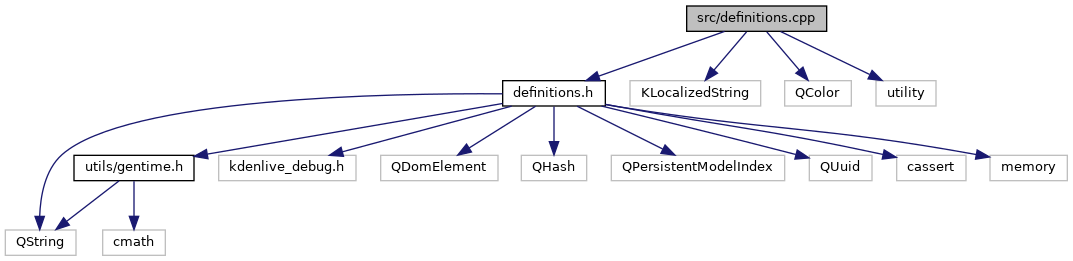 src/definitions.cpp
definitions.h
KLocalizedString
QColor
utility
utils/gentime.h
kdenlive_debug.h
QDomElement
QHash
QPersistentModelIndex
QUuid
cassert
memory
QString
cmath